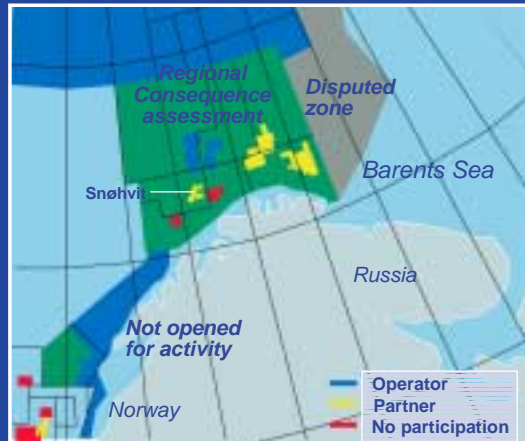 Regional
Consequence
assessment
Disputed
zone
Barents Sea
Snøhvit
Russia
Not opened
for activity
Norway
Operator
Partner
No participation